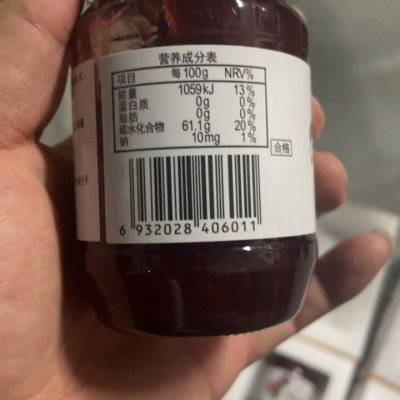 营养成分表
项目 每100g NRV%
能量 1059kJ 13%
蛋白质 0g 0%
脂肪 0g 0%
碳水化合物 61.1g 20%
钠 10mg 1%
合格
6 932028 406011